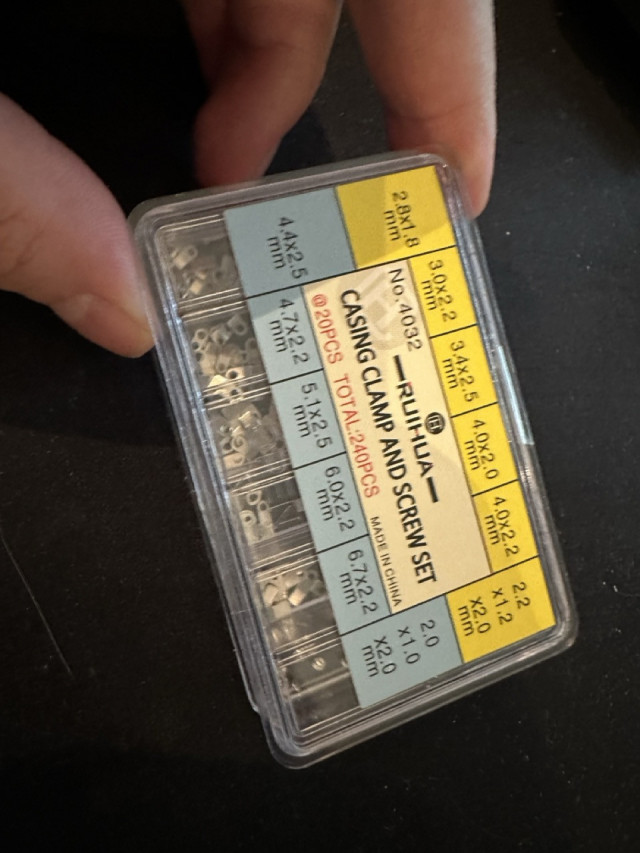 2.8x1.8
mm
3.0x2.2
mm
3.4x2.5
mm
4.0x2.0
mm
4.0x2.2
mm
2.2
x1.2
x2.0
mm
No.4032
RUIHUA
CASING CLAMP AND SCREW SET
@20PCS TOTAL:240PCS
MADE IN CHINA
4.4x2.5
mm
4.7x2.2
mm
5.1x2.5
mm
6.0x2.2
mm
6.7x2.2
mm
2.0
x1.0
x2.0
mm